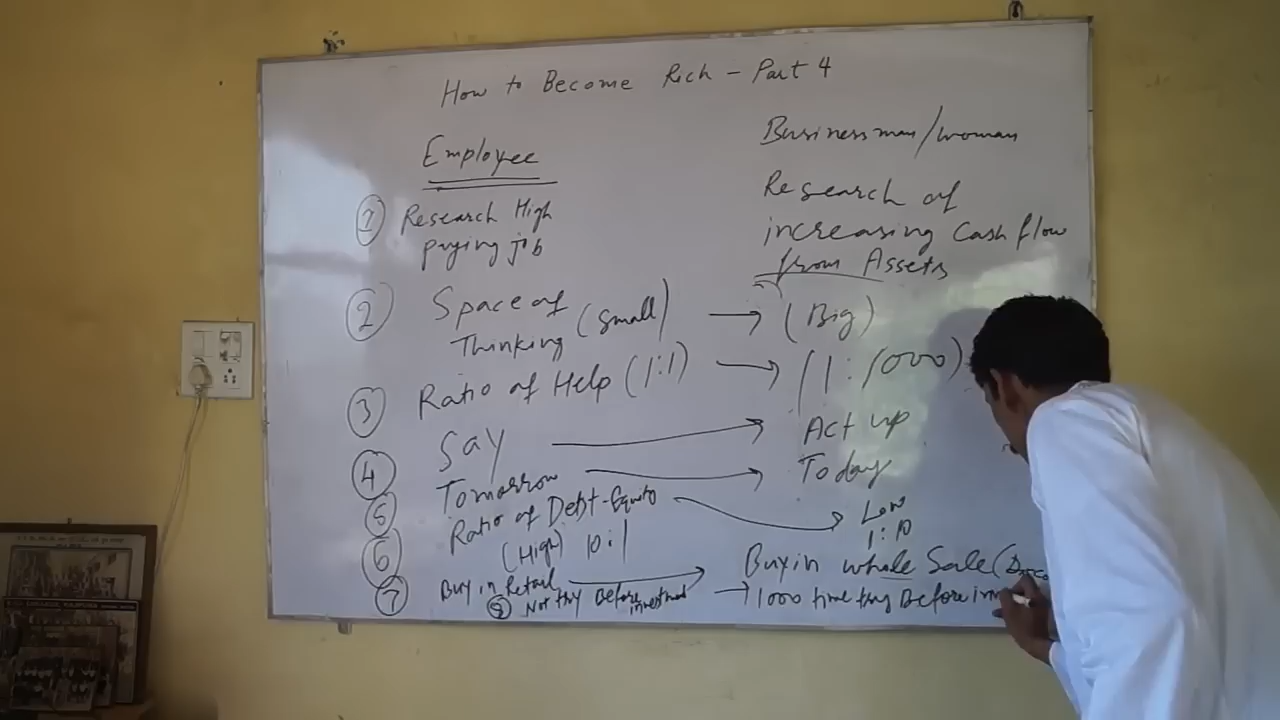 How to Become Rich - Part 4
Employee
Businessman/woman
① Research High
paying job
Research of
increasing Cash flow
from Assets
② Space of
Thinking (Small) → (Big)
③ Ratio of Help (1:1) → (1:1000)
④ Say → Act up
⑤ Tomorrow → Today
⑥ Ratio of Debt-Equity → Low
(High) 10:1
1:10
⑦ Buy in Retail → Buy in whole Sale (Disco
⑧ Not try Before → 1000 time try Before inv
investment